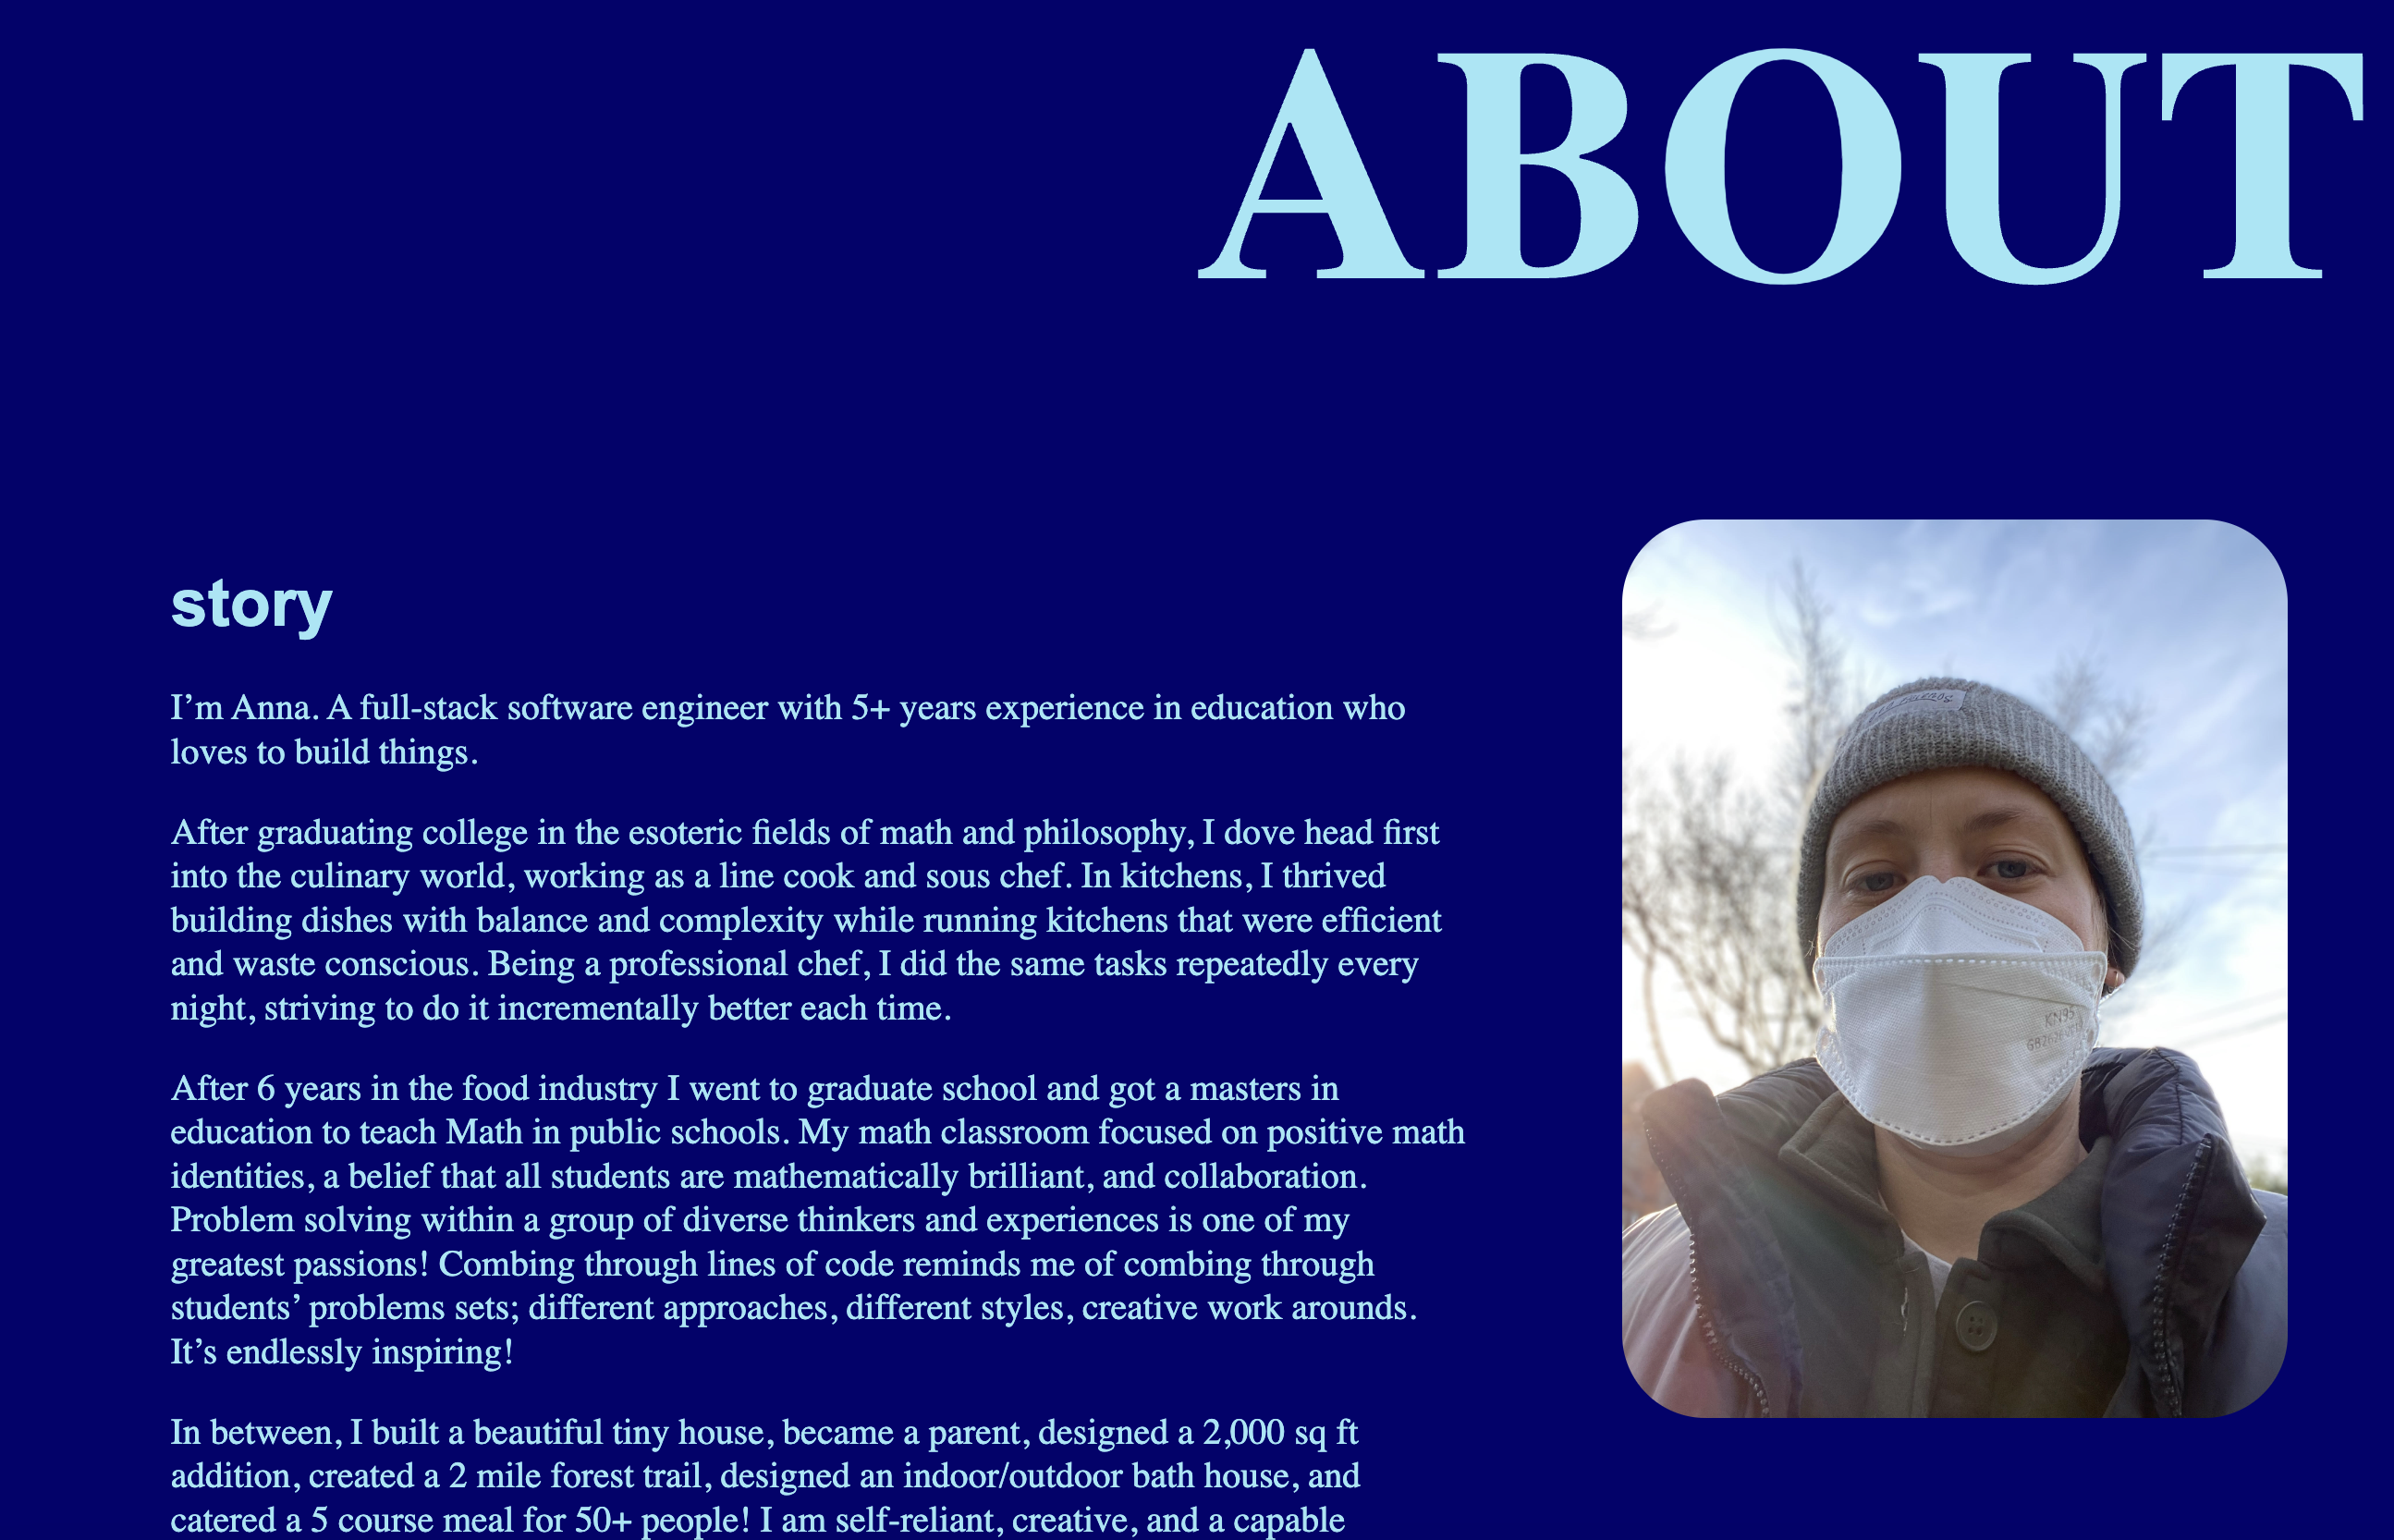 ABOUT
story
I’m Anna. A full-stack software engineer with 5+ years experience in education who
loves to build things.
After graduating college in the esoteric fields of math and philosophy, I dove head first
into the culinary world, working as a line cook and sous chef. In kitchens, I thrived
building dishes with balance and complexity while running kitchens that were efficient
and waste conscious. Being a professional chef, I did the same tasks repeatedly every
night, striving to do it incrementally better each time.
After 6 years in the food industry I went to graduate school and got a masters in
education to teach Math in public schools. My math classroom focused on positive math
identities, a belief that all students are mathematically brilliant, and collaboration.
Problem solving within a group of diverse thinkers and experiences is one of my
greatest passions! Combing through lines of code reminds me of combing through
students’ problems sets; different approaches, different styles, creative work arounds.
It’s endlessly inspiring!
In between, I built a beautiful tiny house, became a parent, designed a 2,000 sq ft
addition, created a 2 mile forest trail, designed an indoor/outdoor bath house, and
catered a 5 course meal for 50+ people! I am self-reliant, creative, and a capable
KN95